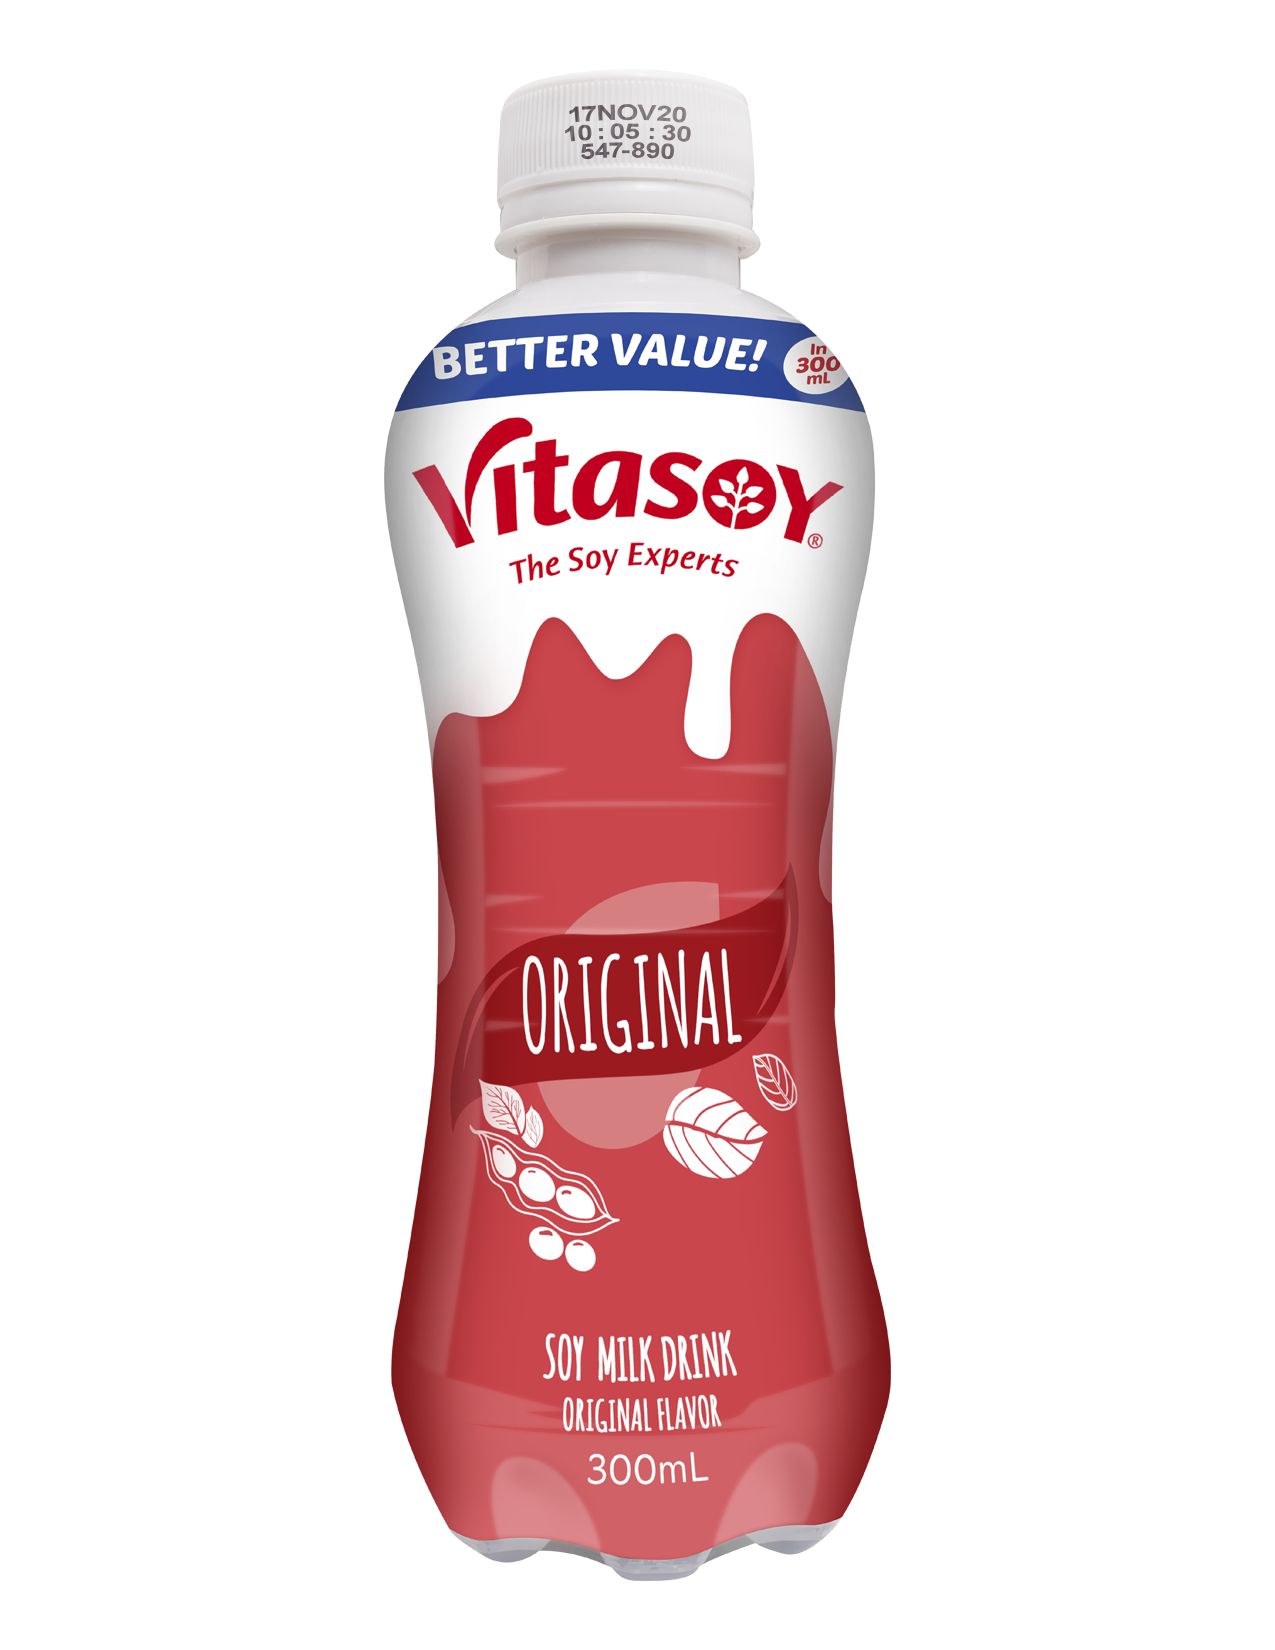 17NOV20
10:05:30
547-890
BETTER VALUE!
In
300
mL
Vitasoy®
The Soy Experts
ORIGINAL
SOY MILK DRINK
ORIGINAL FLAVOR
300mL